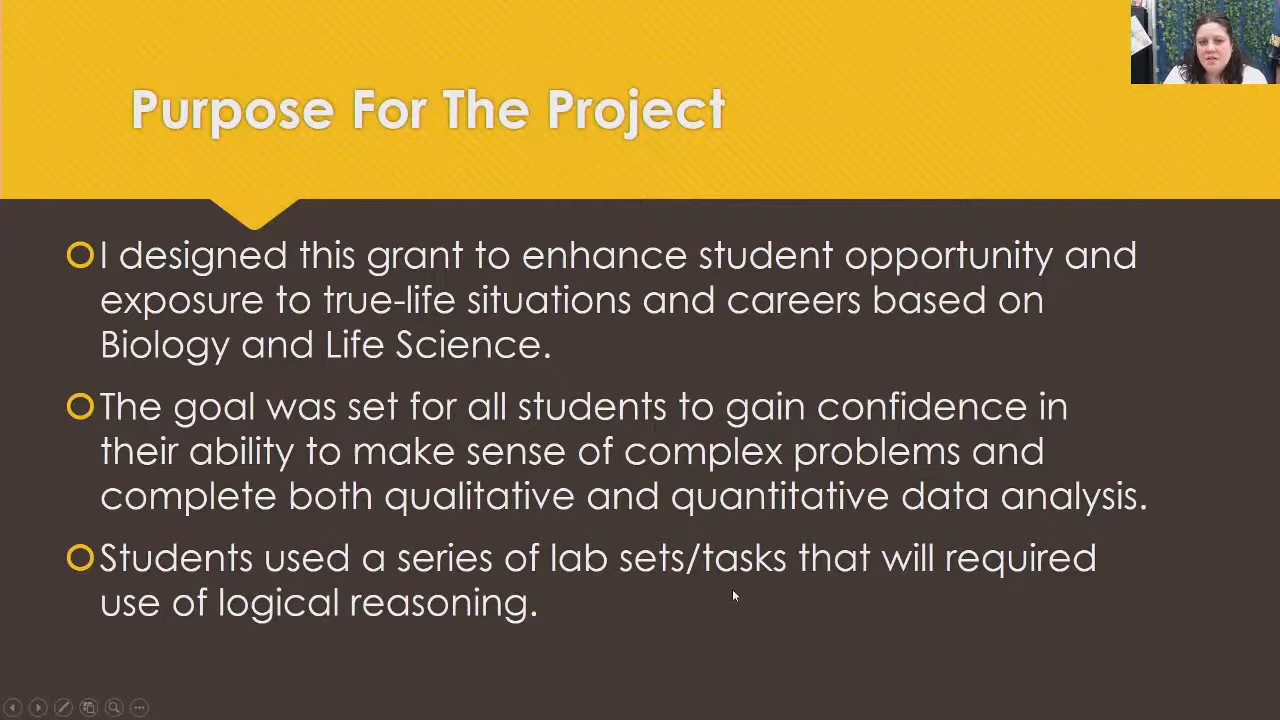 Purpose For The Project
I designed this grant to enhance student opportunity and
exposure to true-life situations and careers based on
Biology and Life Science.
The goal was set for all students to gain confidence in
their ability to make sense of complex problems and
complete both qualitative and quantitative data analysis.
Students used a series of lab sets/tasks that will required
use of logical reasoning.